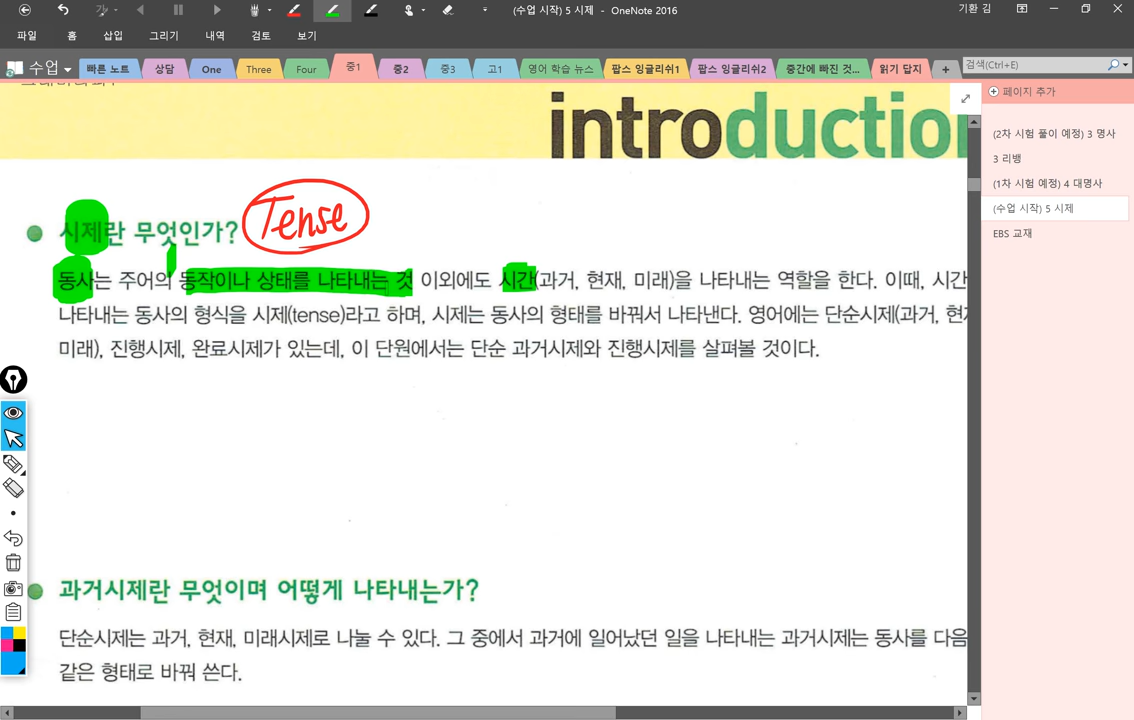 (수업 시작) 5 시제 - OneNote 2016
기환 김
파일 홈 삽입 그리기 내역 검토 보기
수업 빠른 노트 상담 One Three Four 중1 중2 중3 고1 영어 학습 뉴스 팝스 잉글리쉬1 팝스 잉글리쉬2 중간에 빠진 것... 읽기 답지 +
검색(Ctrl+E)
페이지 추가
(2차 시험 풀이 예정) 3 명사
3 리뱅
(1차 시험 예정) 4 대명사
(수업 시작) 5 시제
EBS 교재
introduction
시제란 무엇인가?
Tense
동사는 주어의 동작이나 상태를 나타내는 것 이외에도 시간(과거, 현재, 미래)을 나타내는 역할을 한다. 이때, 시간
나타내는 동사의 형식을 시제(tense)라고 하며, 시제는 동사의 형태를 바꿔서 나타낸다. 영어에는 단순시제(과거, 현재
미래), 진행시제, 완료시제가 있는데, 이 단원에서는 단순 과거시제와 진행시제를 살펴볼 것이다.
과거시제란 무엇이며 어떻게 나타내는가?
단순시제는 과거, 현재, 미래시제로 나눌 수 있다. 그 중에서 과거에 일어났던 일을 나타내는 과거시제는 동사를 다음
같은 형태로 바꿔 쓴다.